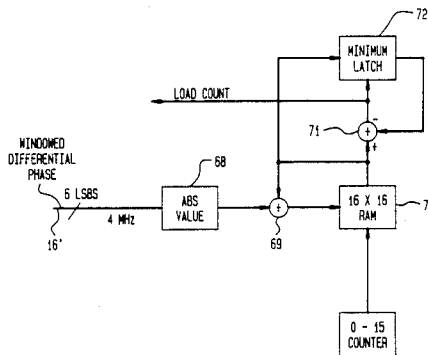 72
MINIMUM
LATCH
LOAD COUNT
-
71
+
+
WINDOWED
DIFFERENTIAL
PHASE
68
6 LSBS
ABS
VALUE
4 MHz
16'
+
69
16 X 16
RAM
7
0 - 15
COUNTER